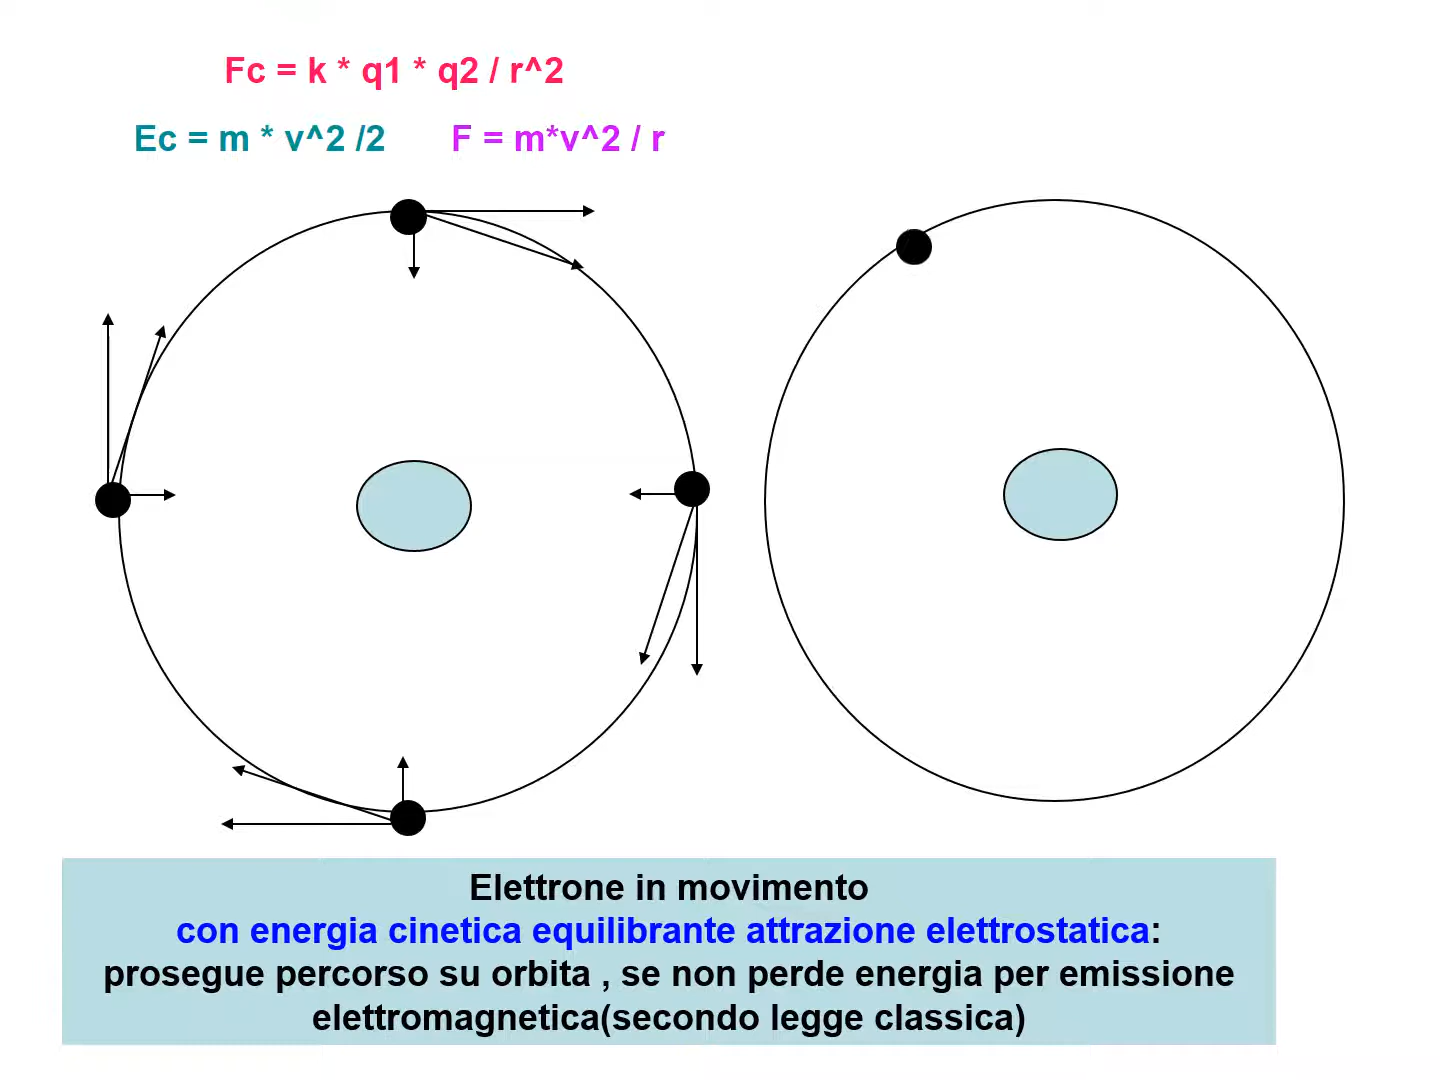 Fc = k * q1 * q2 / r^2
Ec = m * v^2 /2 F = m*v^2 / r
Elettrone in movimento
con energia cinetica equilibrante attrazione elettrostatica:
prosegue percorso su orbita , se non perde energia per emissione
elettromagnetica(secondo legge classica)